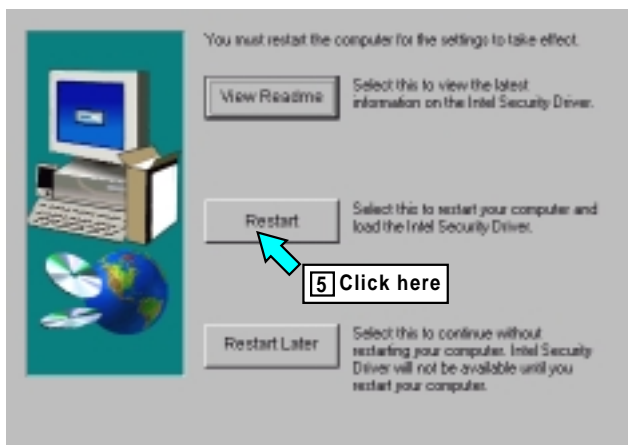 You must restart the computer for the settings to take effect.
View Readme
Select this to view the latest
information on the Intel Security Driver.
Restart
Select this to restart your computer and
load the Intel Security Driver.
5 Click here
Restart Later
Select this to continue without
restarting your computer. Intel Security
Driver will not be available until you
restart your computer.